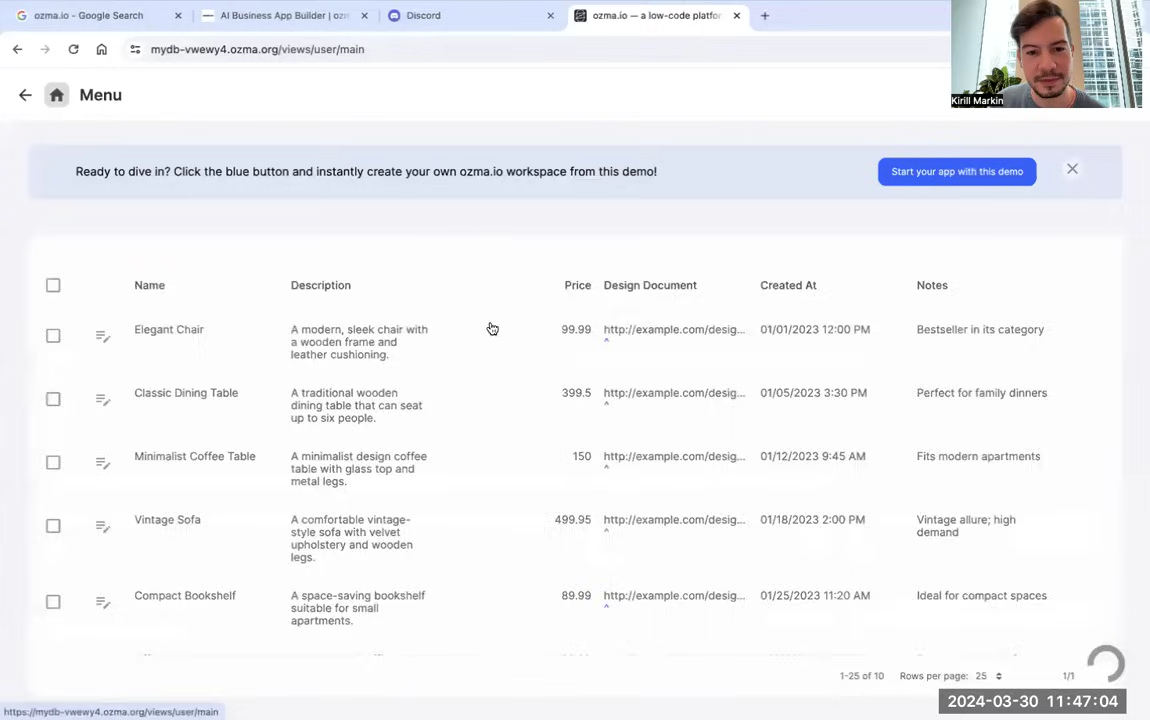 ozma.io - Google Search
AI Business App Builder | ozm
Discord
ozma.io — a low-code platfor
mydb-vwewy4.ozma.org/views/user/main
Kirill Markin
Menu
Ready to dive in? Click the blue button and instantly create your own ozma.io workspace from this demo!
Start your app with this demo
Name Description Price Design Document Created At Notes
Elegant Chair
A modern, sleek chair with
a wooden frame and
leather cushioning.
99.99
http://example.com/desig...
01/01/2023 12:00 PM
Bestseller in its category
Classic Dining Table
A traditional wooden
dining table that can seat
up to six people.
399.5
http://example.com/desig...
01/05/2023 3:30 PM
Perfect for family dinners
Minimalist Coffee Table
A minimalist design coffee
table with glass top and
metal legs.
150
http://example.com/desig...
01/12/2023 9:45 AM
Fits modern apartments
Vintage Sofa
A comfortable vintage-
style sofa with velvet
upholstery and wooden
legs.
499.95
http://example.com/desig...
01/18/2023 2:00 PM
Vintage allure; high
demand
Compact Bookshelf
A space-saving bookshelf
suitable for small
apartments.
89.99
http://example.com/desig...
01/25/2023 11:20 AM
Ideal for compact spaces
1-25 of 10 Rows per page: 25 1/1
2024-03-30 11:47:04
https://mydb-vwewy4.ozma.org/views/user/main